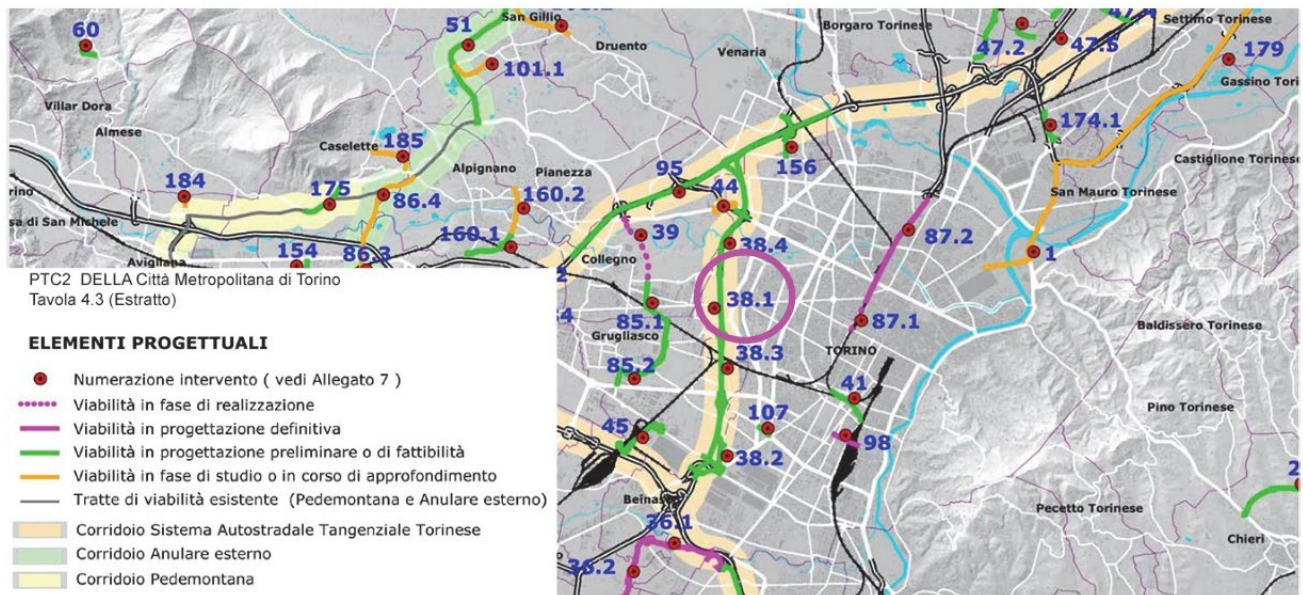 60
51
San Gillio
Druento
Venaria
Borgaro Torinese
47.2
47.5
Settimo Torinese
179
Gassino Tori
101.1
Villar Dora
Almese
Caselette
185
Alpignano
Pianezza
95
44
156
174.1
Castiglione Torinese
184
175
86.4
160.2
San Mauro Torinese
sa di San Michele
160.1
39
38.4
87.2
1
Avigliana
154
86.3
Collegno
PTC2 DELLA Città Metropolitana di Torino
Tavola 4.3 (Estratto)
38.1
85.1
87.1
Baldissero Torinese
Grugliasco
TORINO
ELEMENTI PROGETTUALI
85.2
38.3
Numerazione intervento ( vedi Allegato 7 )
41
Pino Torinese
Viabilità in fase di realizzazione
107
Viabilità in progettazione definitiva
45
98
Viabilità in progettazione preliminare o di fattibilità
38.2
Viabilità in fase di studio o in corso di approfondimento
Tratte di viabilità esistente (Pedemontana e Anulare esterno)
Pecetto Torinese
Corridoio Sistema Autostradale Tangenziale Torinese
36.1
Chieri
Corridoio Anulare esterno
36.2
Corridoio Pedemontana